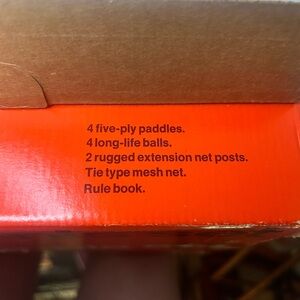 4 five-ply paddles.
4 long-life balls.
2 rugged extension net posts.
Tie type mesh net.
Rule book.